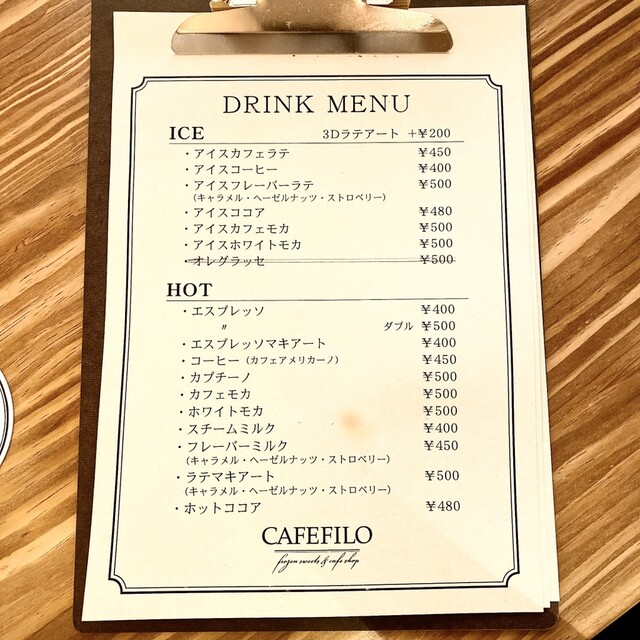 DRINK MENU
ICE 3Dラテアート +¥200
・アイスカフェラテ ¥450
・アイスコーヒー ¥400
・アイスフレーバーラテ ¥500
(キャラメル・ヘーゼルナッツ・ストロベリー)
・アイスココア ¥480
・アイスカフェモカ ¥500
・アイスホワイトモカ ¥500
・オレグラッセ ¥500
HOT
・エスプレッソ ¥400
〃 ダブル ¥500
・エスプレッソマキアート ¥400
・コーヒー(カフェアメリカーノ) ¥450
・カプチーノ ¥500
・カフェモカ ¥500
・ホワイトモカ ¥500
・スチームミルク ¥400
・フレーバーミルク ¥450
(キャラメル・ヘーゼルナッツ・ストロベリー)
・ラテマキアート ¥500
(キャラメル・ヘーゼルナッツ・ストロベリー)
・ホットココア ¥480
CAFEFILO
frozen sweets & cafe shop